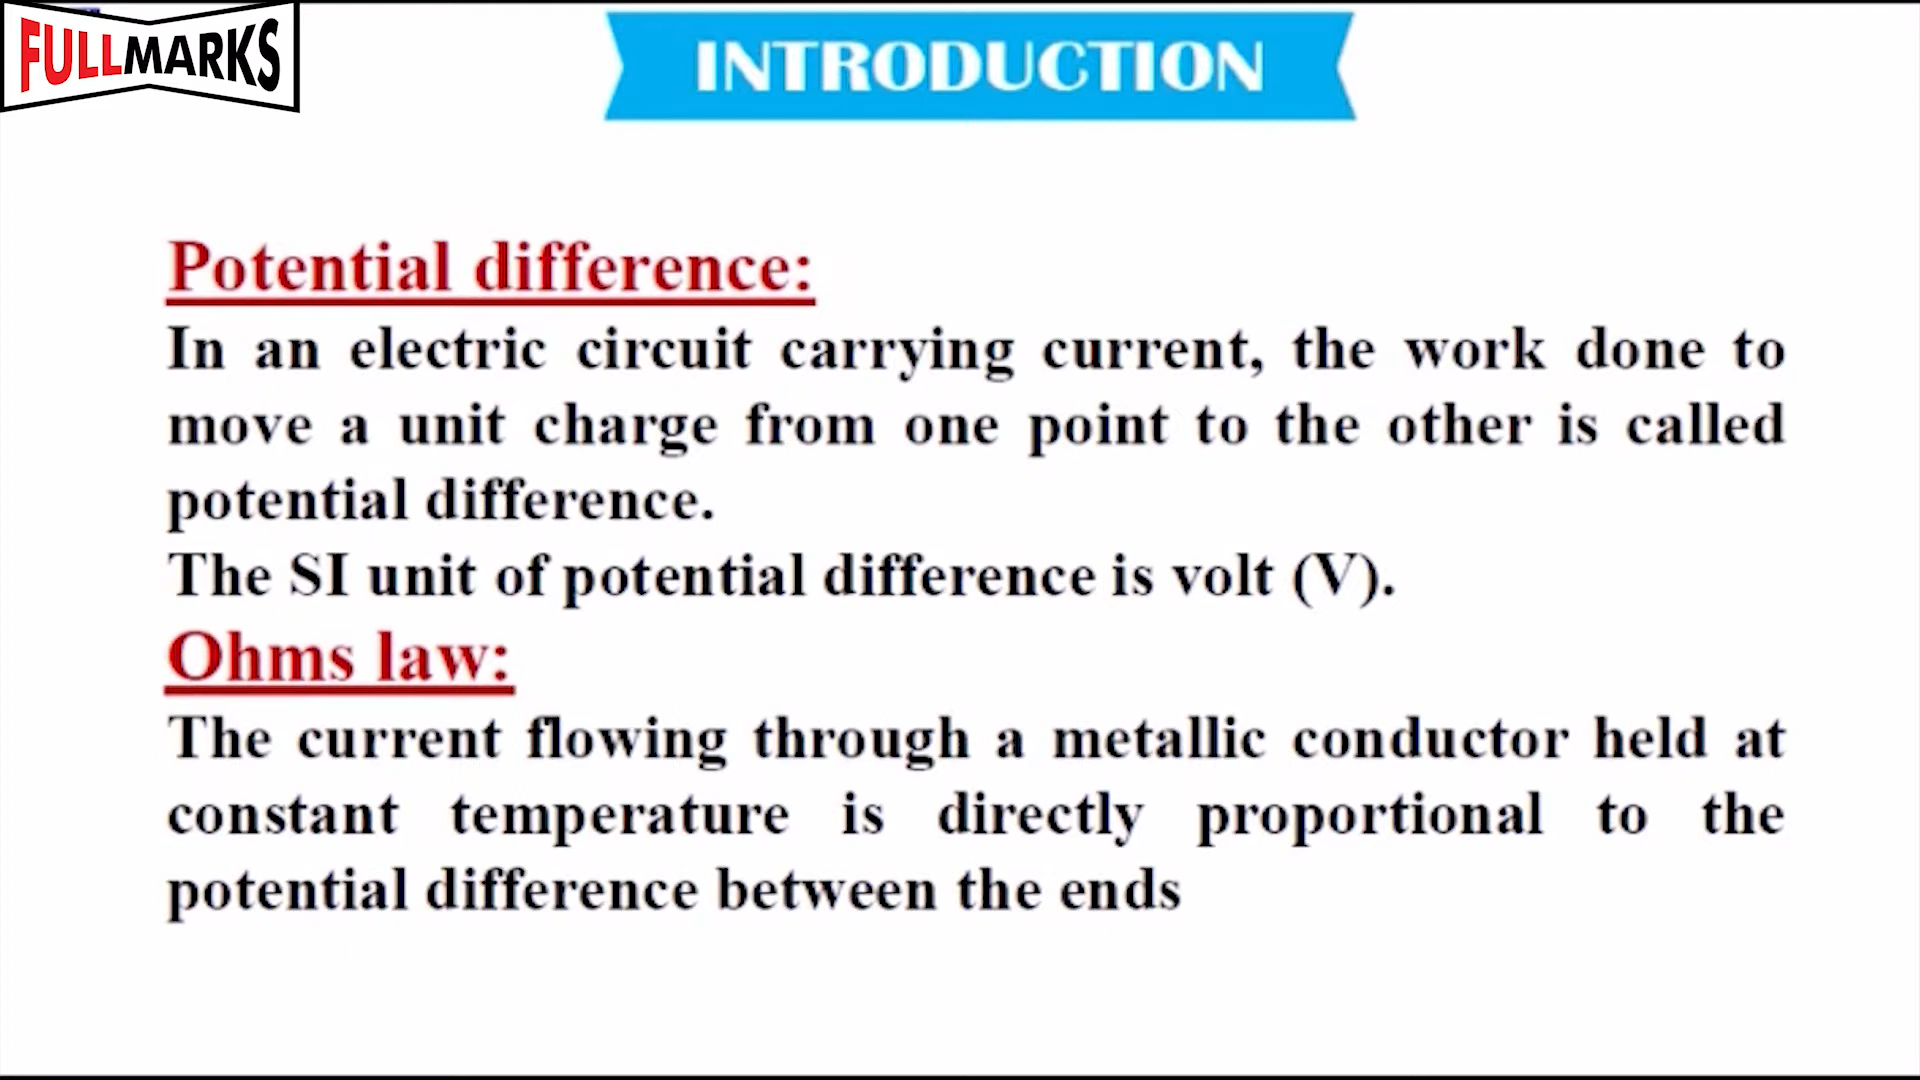 FULLMARKS
INTRODUCTION
Potential difference:
In an electric circuit carrying current, the work done to
move a unit charge from one point to the other is called
potential difference.
The SI unit of potential difference is volt (V).
Ohms law:
The current flowing through a metallic conductor held at
constant temperature is directly proportional to the
potential difference between the ends